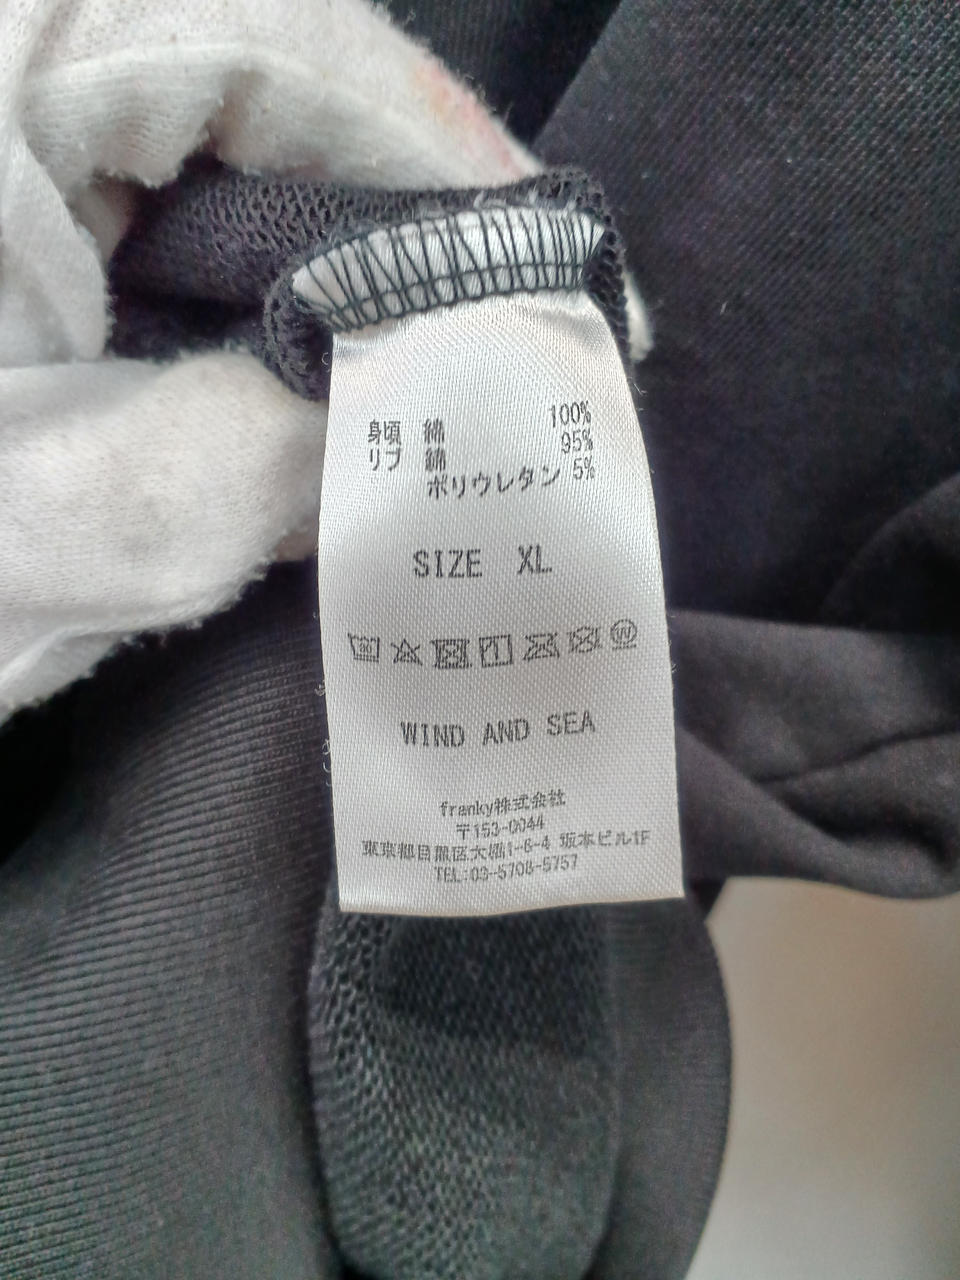 身頃 綿 100%
リブ 綿 95%
ポリウレタン 5%
SIZE XL
WIND AND SEA
franky株式会社
〒153-0044
東京都目黒区大橋1-6-4 坂本ビル1F
TEL:03-5708-5757